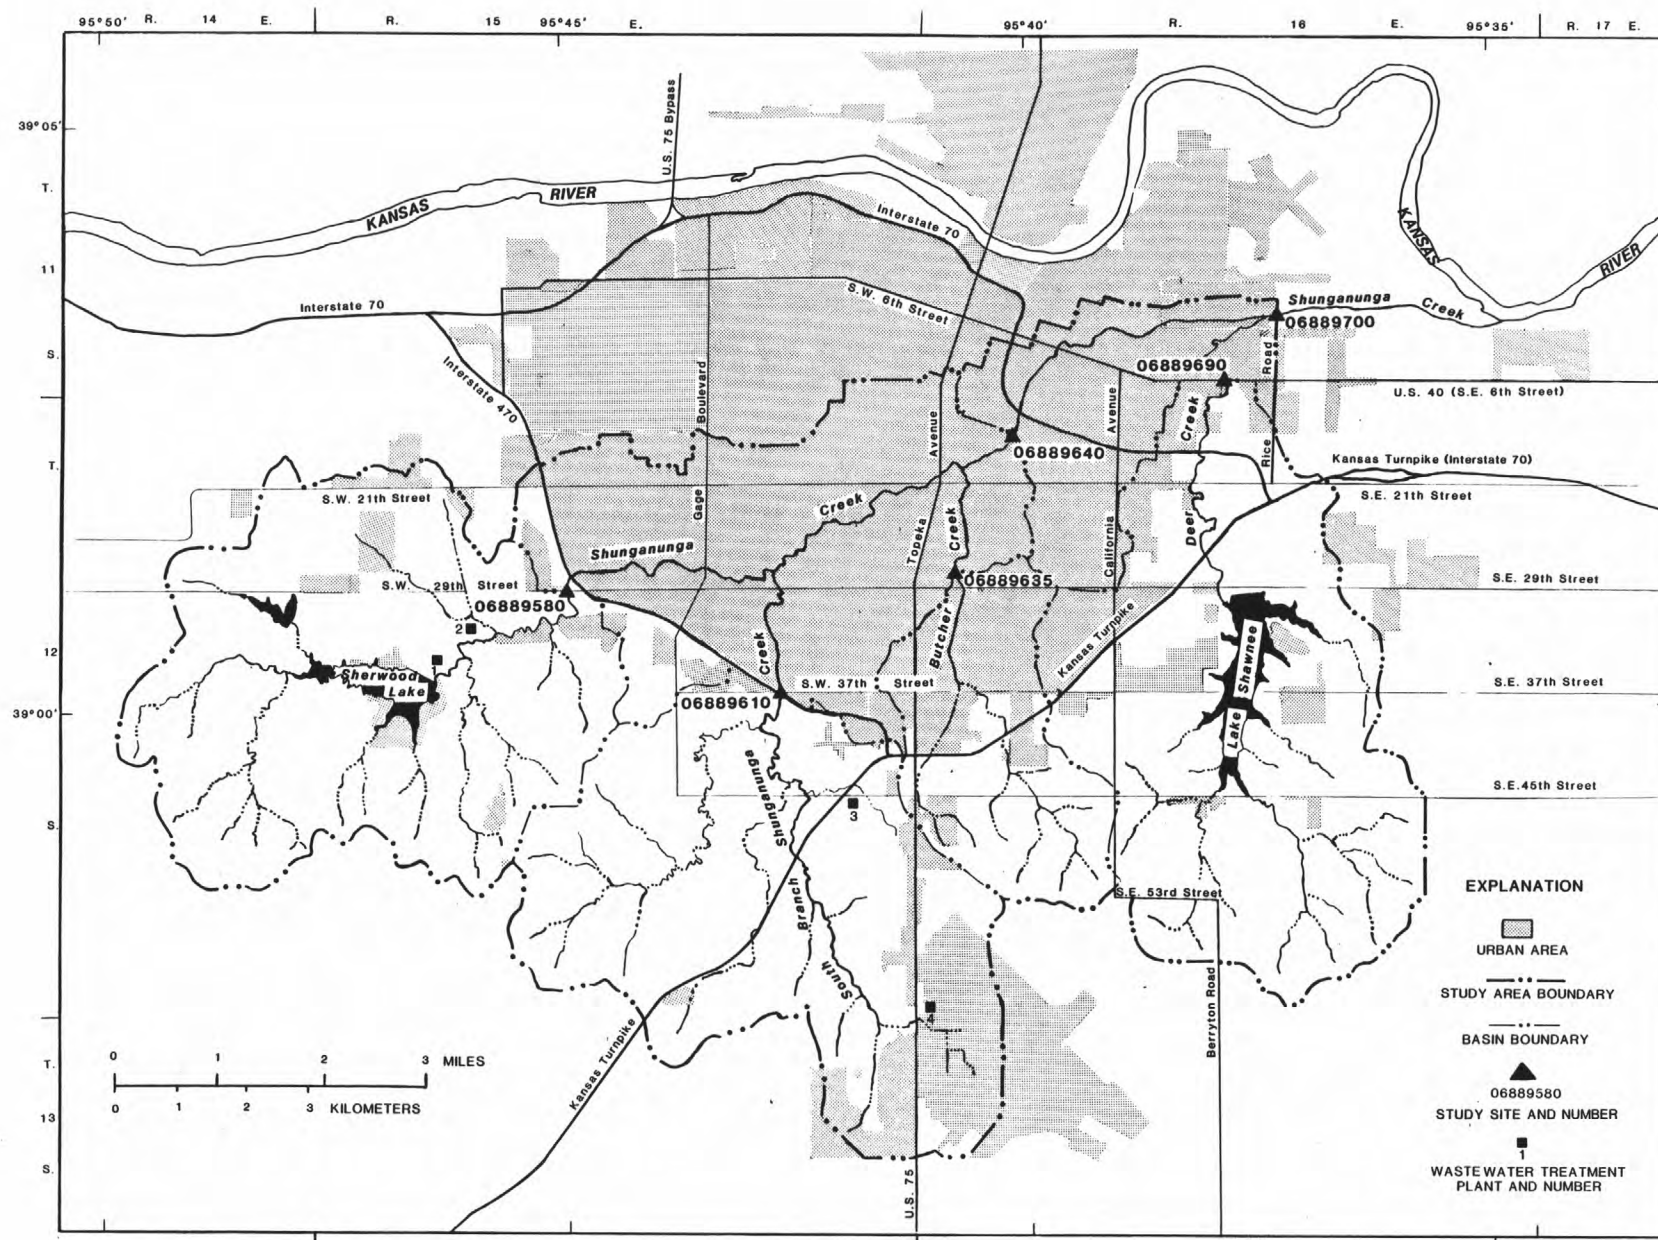 95°50' R. 14 E. R. 15 95°45' E. 95°40' R. 16 E. 95°35' R. 17 E.
39°05'
T.
11
S.
T.
12
39°00'
S.
T.
13
S.
U.S. 75 Bypass
KANSAS RIVER
Interstate 70
KANSAS RIVER
Interstate 70
S.W. 6th Street
Shunganunga Creek
06889700
06889690
Interstate 470
Boulevard
Gage
Avenue
Topeka
Avenue
California
Road
Rice
Creek
Deer
U.S. 40 (S.E. 6th Street)
06889640
Kansas Turnpike (Interstate 70)
S.W. 21th Street
S.E. 21th Street
Creek
Creek
Butcher
Shunganunga
S.W. 29th Street
06889580
06889635
S.E. 29th Street
2
1
Sherwood
Lake
Creek
S.W. 37th Street
06889610
Kansas Turnpike
Lake Shawnee
S.E. 37th Street
Shunganunga
Branch
South
3
S.E.45th Street
S.E. 53rd Street
4
Berryton Road
Kansas Turnpike
U.S. 75
0 1 2 3 MILES
0 1 2 3 KILOMETERS
EXPLANATION
URBAN AREA
STUDY AREA BOUNDARY
BASIN BOUNDARY
06889580
STUDY SITE AND NUMBER
1
WASTEWATER TREATMENT
PLANT AND NUMBER